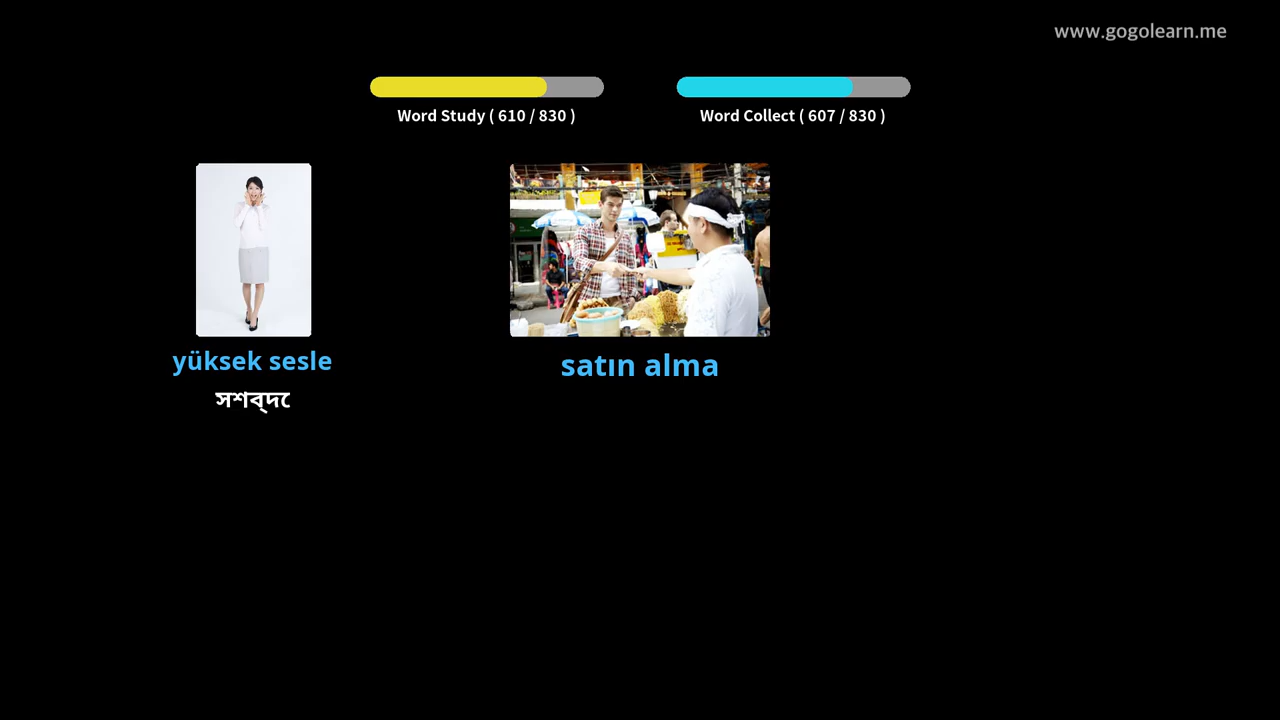 www.gogolearn.me
Word Study ( 610 / 830 )
Word Collect ( 607 / 830 )
yüksek sesle
satın alma
সশব্দে